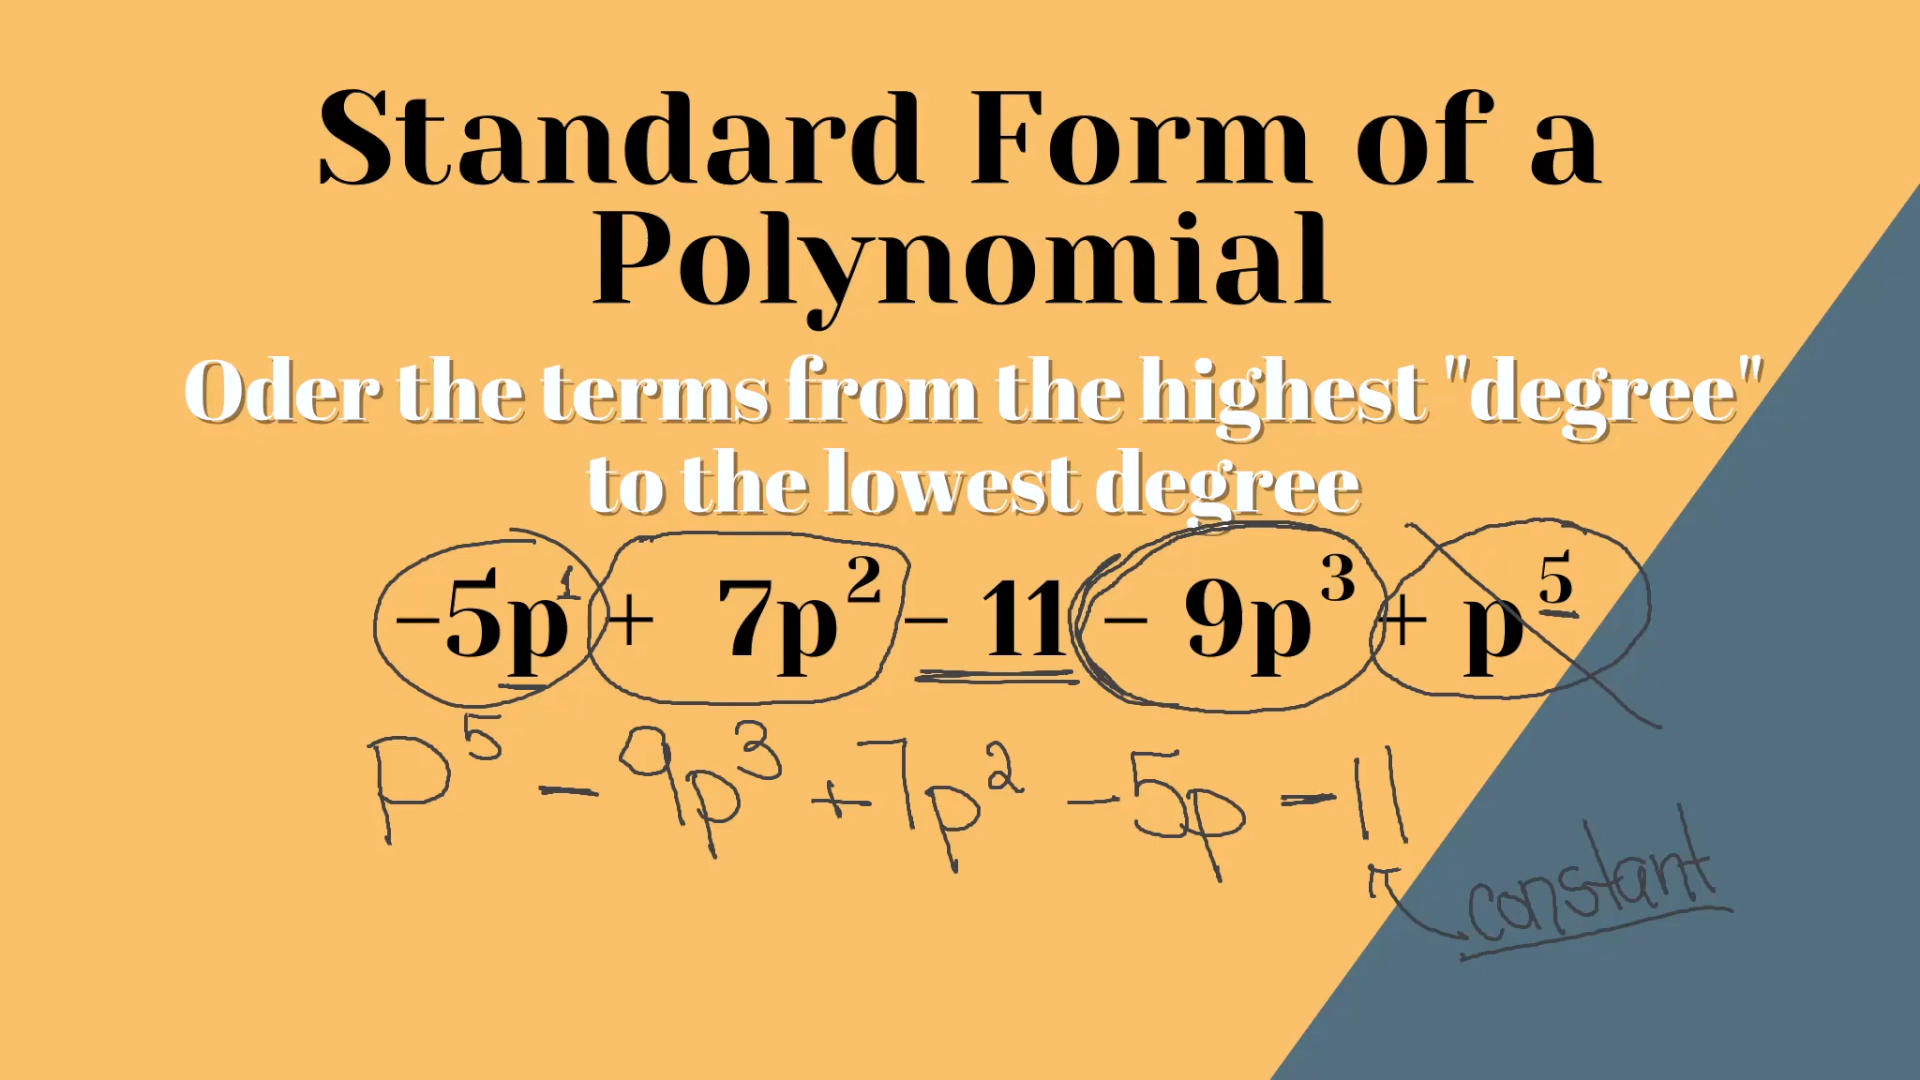 Standard Form of a
Polynomial
Oder the terms from the highest "degree"
to the lowest degree
−5p¹ + 7p² − 11 − 9p³ + p⁵
p⁵ − 9p³ + 7p² − 5p − 11
constant